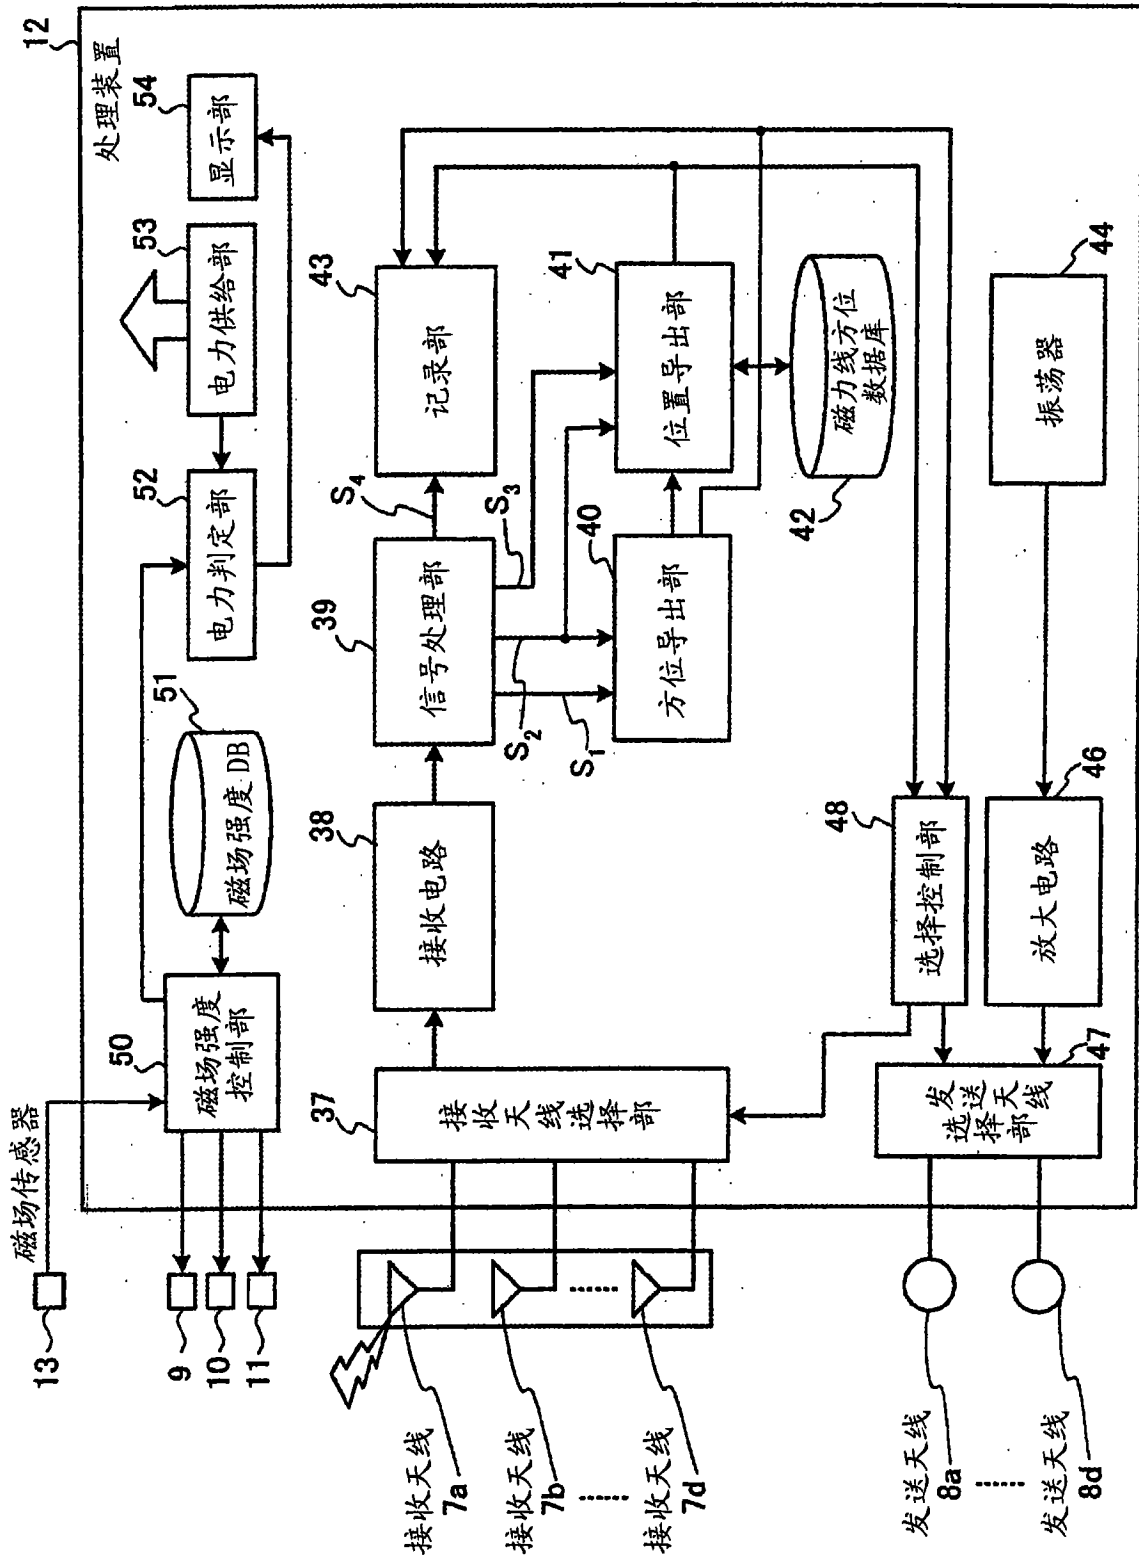 12
处理装置
磁场传感器
13
9
10
11
50
磁场强度
控制部
51
磁场强度DB
52
电力判定部
53
电力供给部
54
显示部
接收天线
7a
接收天线
7b
接收天线
7d
37
接收天线选择部
38
接收电路
39
信号处理部
S1
S2
S3
S4
43
记录部
40
方位导出部
41
位置导出部
磁力线方位
数据库
42
发送天线
8a
发送天线
8d
发送天线
选择部
47
48
选择控制部
46
放大电路
44
振荡器